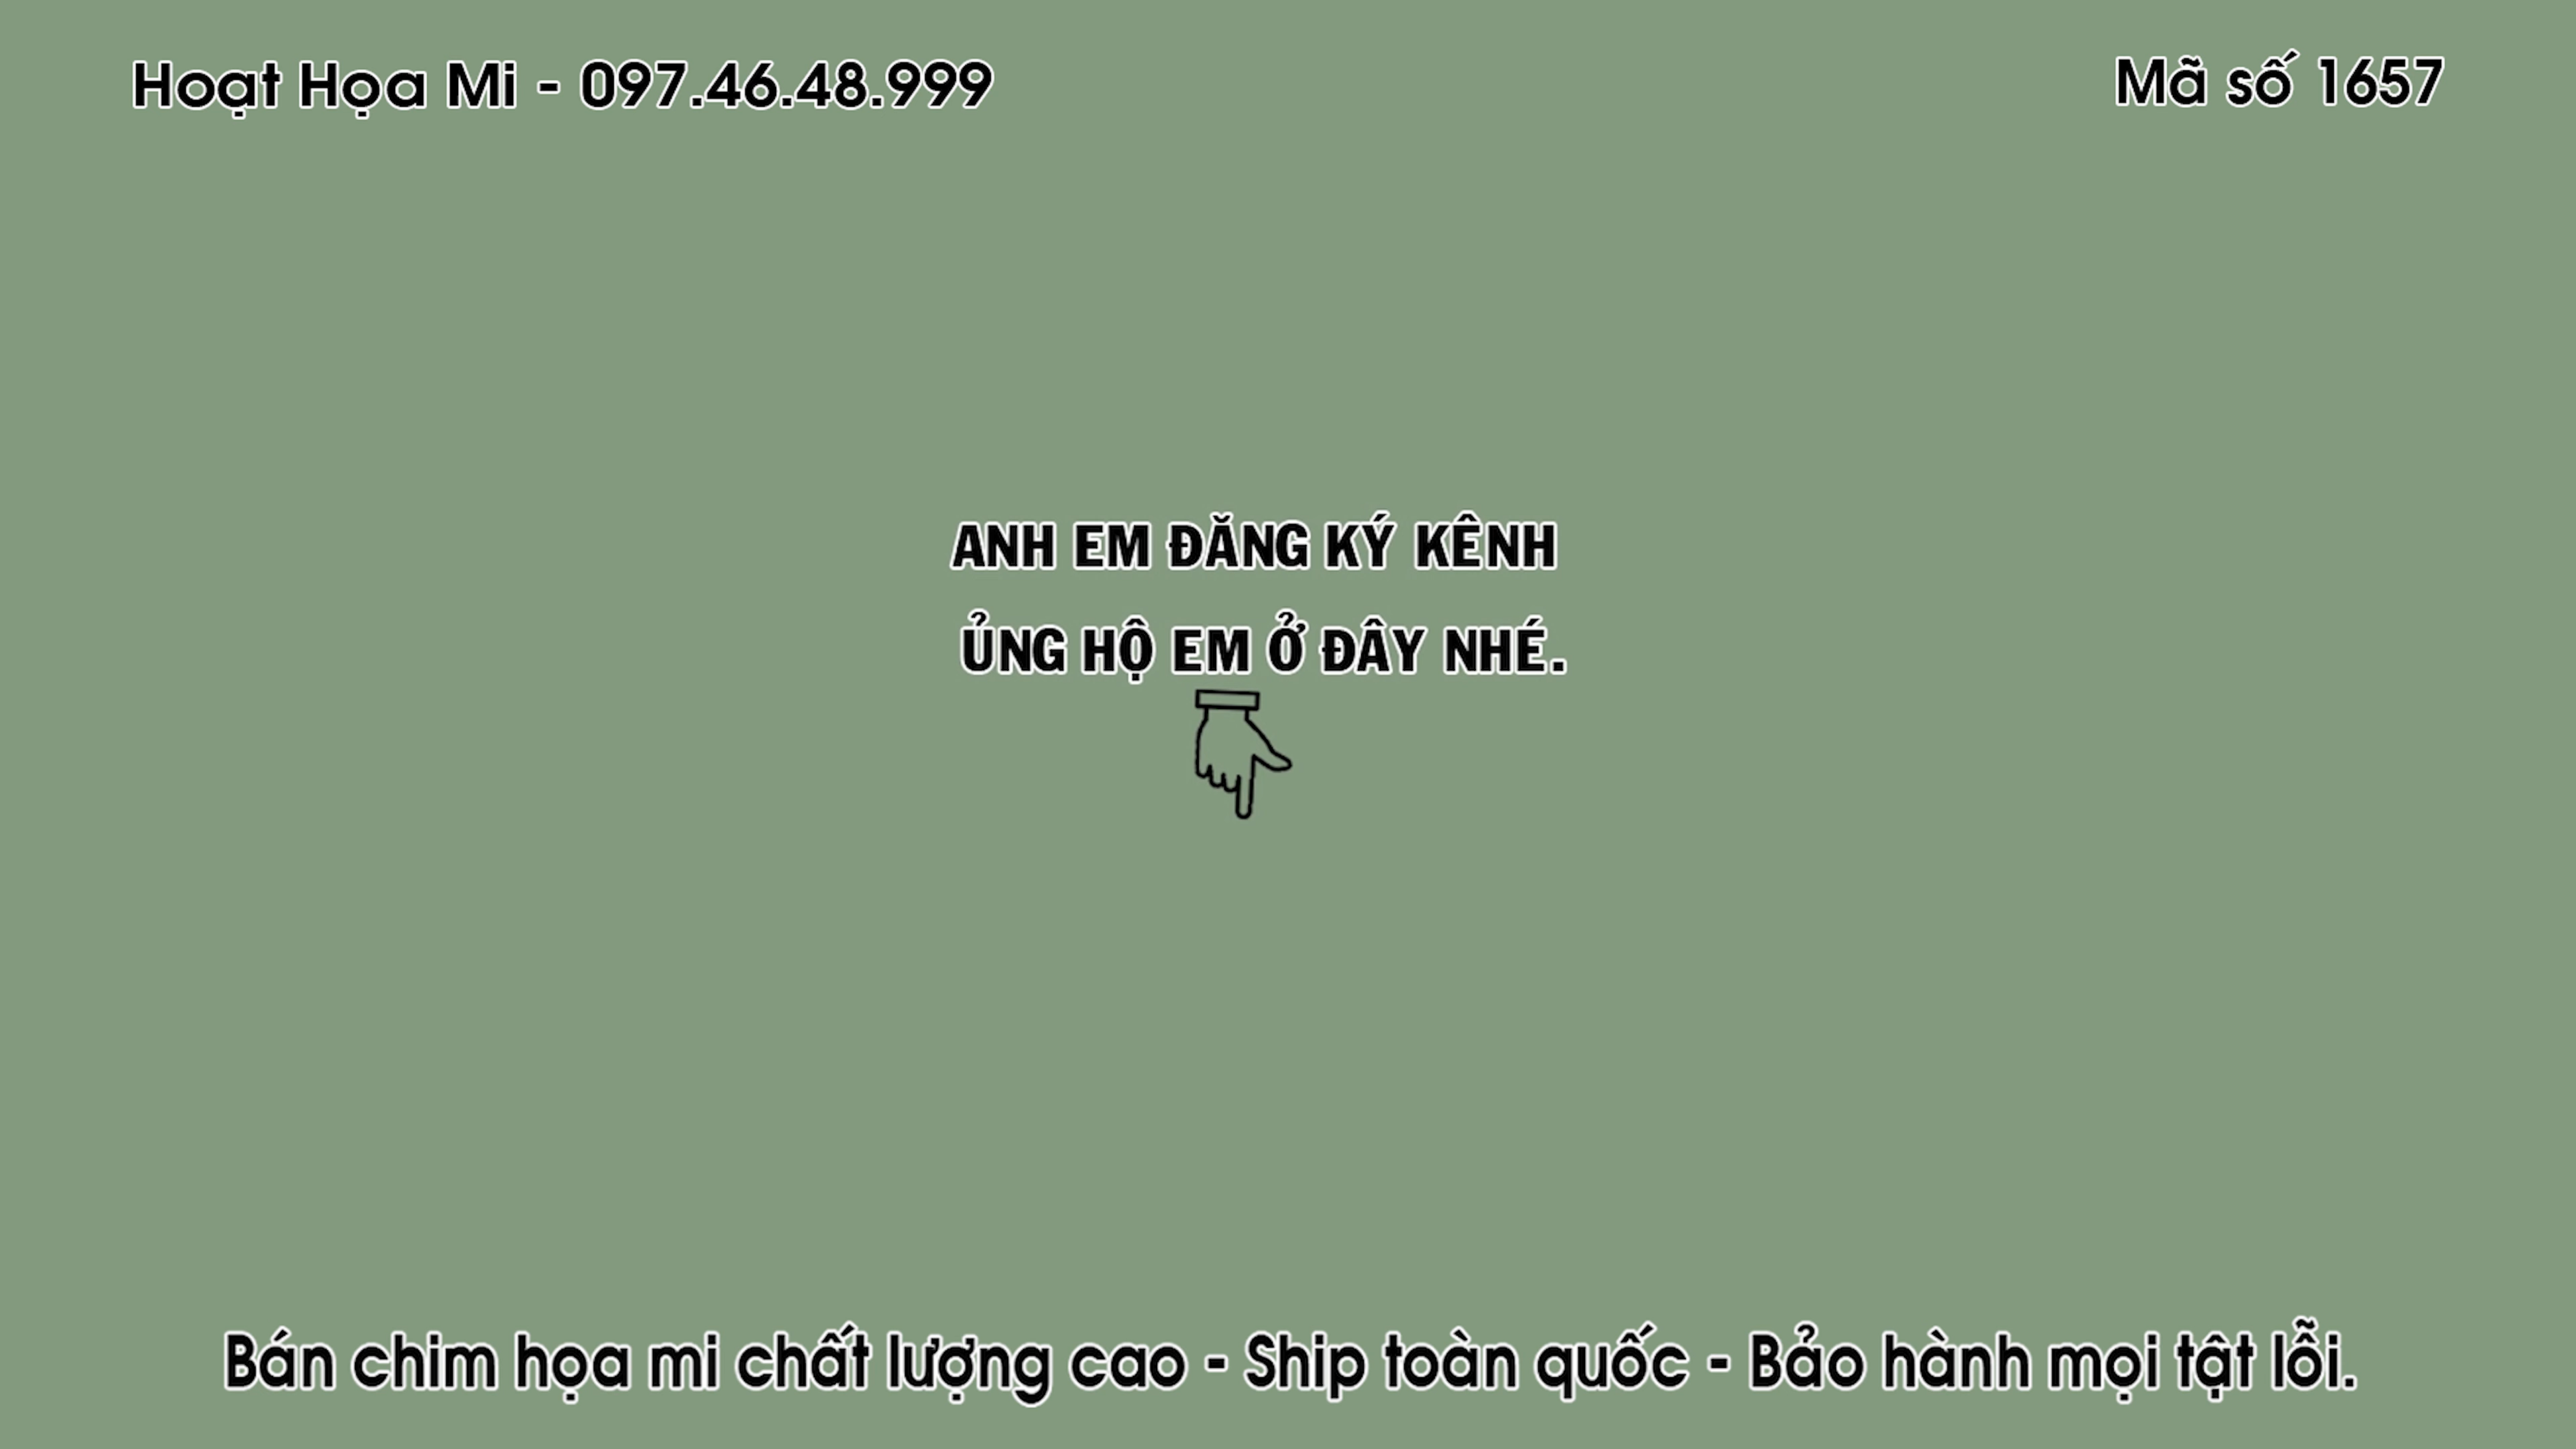 Hoạt Họa Mi - 097.46.48.999
Mã số 1657
ANH EM ĐĂNG KÝ KÊNH
ỦNG HỘ EM Ở ĐÂY NHÉ.
Bán chim họa mi chất lượng cao - Ship toàn quốc - Bảo hành mọi tật lỗi.